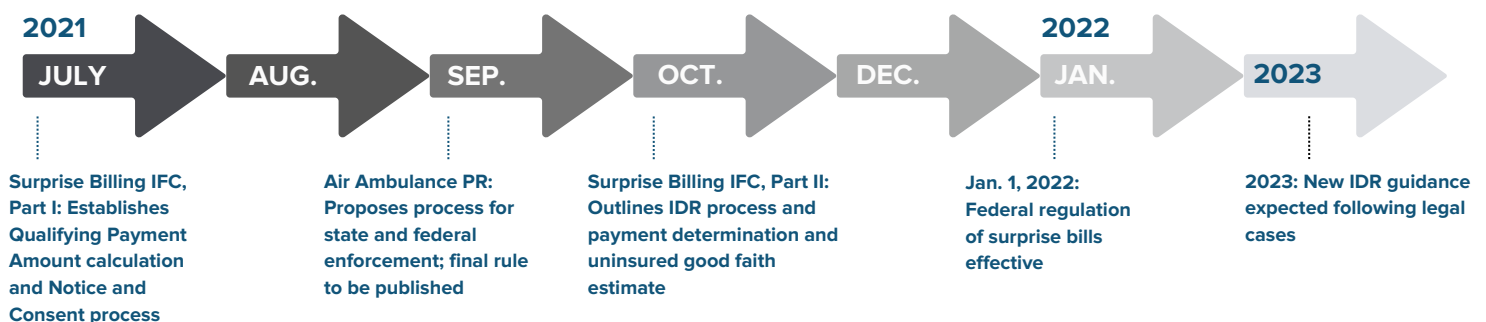 2021
2022
JULY
AUG.
SEP.
OCT.
DEC.
JAN.
2023
Surprise Billing IFC,
Part I: Establishes
Qualifying Payment
Amount calculation
and Notice and
Consent process
Air Ambulance PR:
Proposes process for
state and federal
enforcement; final rule
to be published
Surprise Billing IFC, Part II:
Outlines IDR process and
payment determination and
uninsured good faith
estimate
Jan. 1, 2022:
Federal regulation
of surprise bills
effective
2023: New IDR guidance
expected following legal
cases